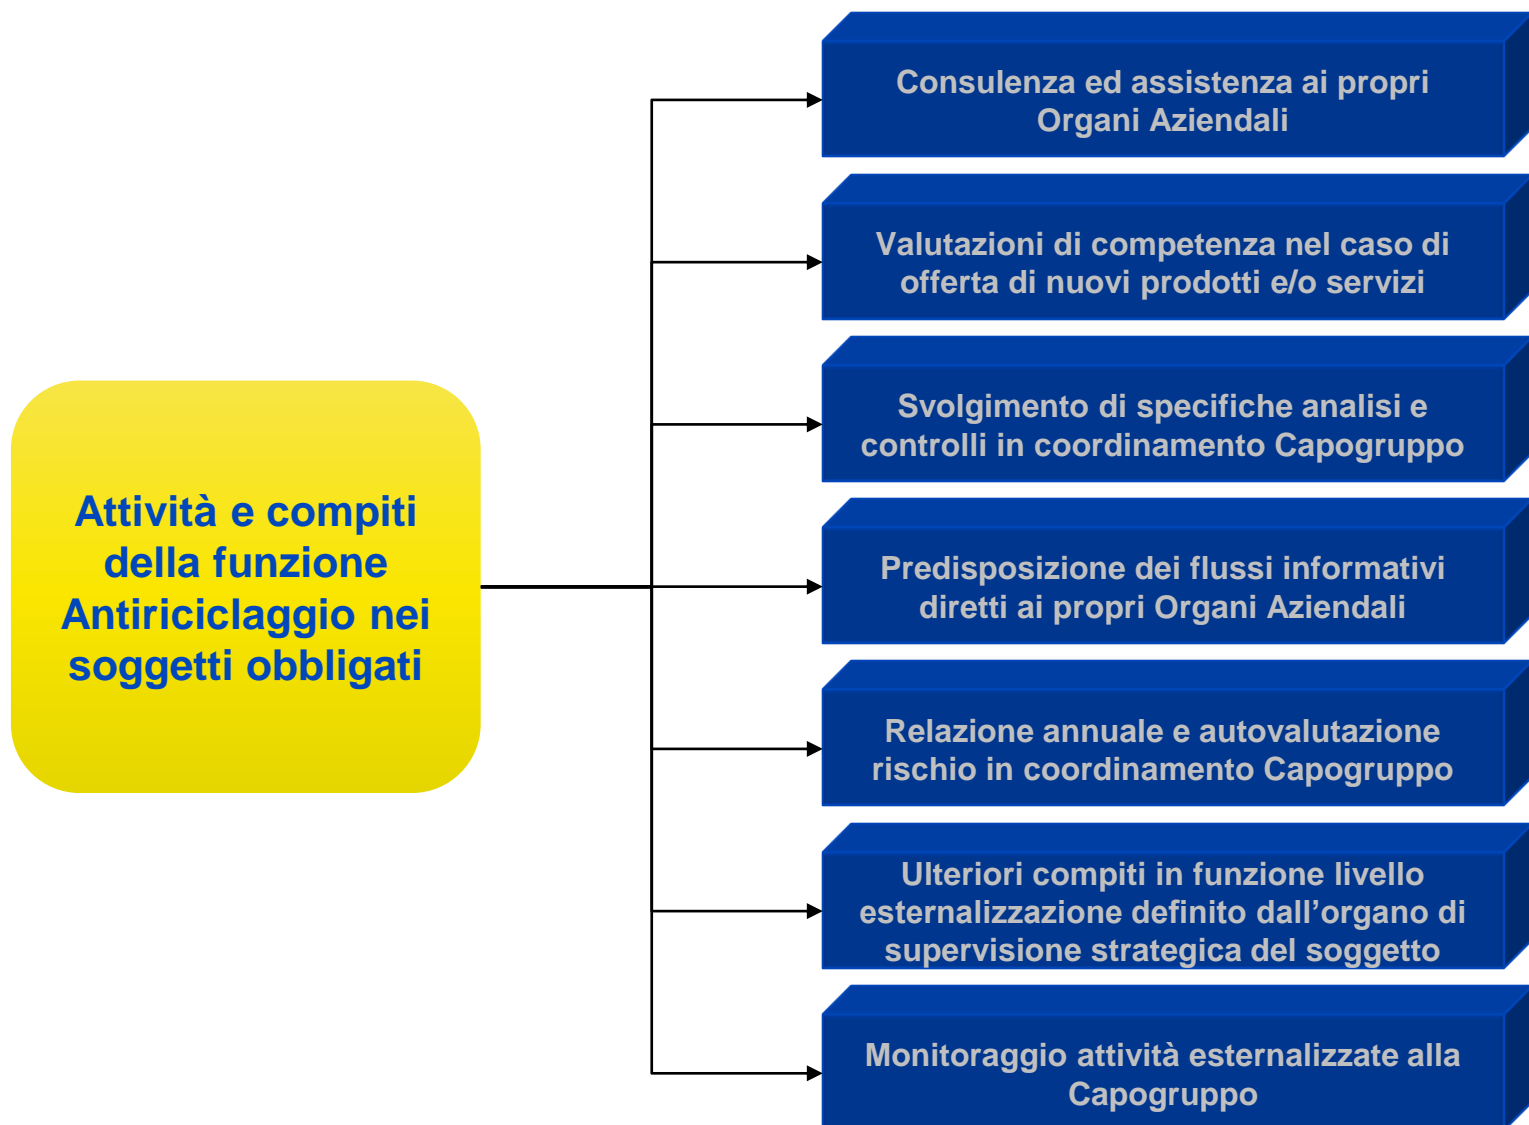 Attività e compiti
della funzione
Antiriciclaggio nei
soggetti obbligati
Consulenza ed assistenza ai propri
Organi Aziendali
Valutazioni di competenza nel caso di
offerta di nuovi prodotti e/o servizi
Svolgimento di specifiche analisi e
controlli in coordinamento Capogruppo
Predisposizione dei flussi informativi
diretti ai propri Organi Aziendali
Relazione annuale e autovalutazione
rischio in coordinamento Capogruppo
Ulteriori compiti in funzione livello
esternalizzazione definito dall’organo di
supervisione strategica del soggetto
Monitoraggio attività esternalizzate alla
Capogruppo